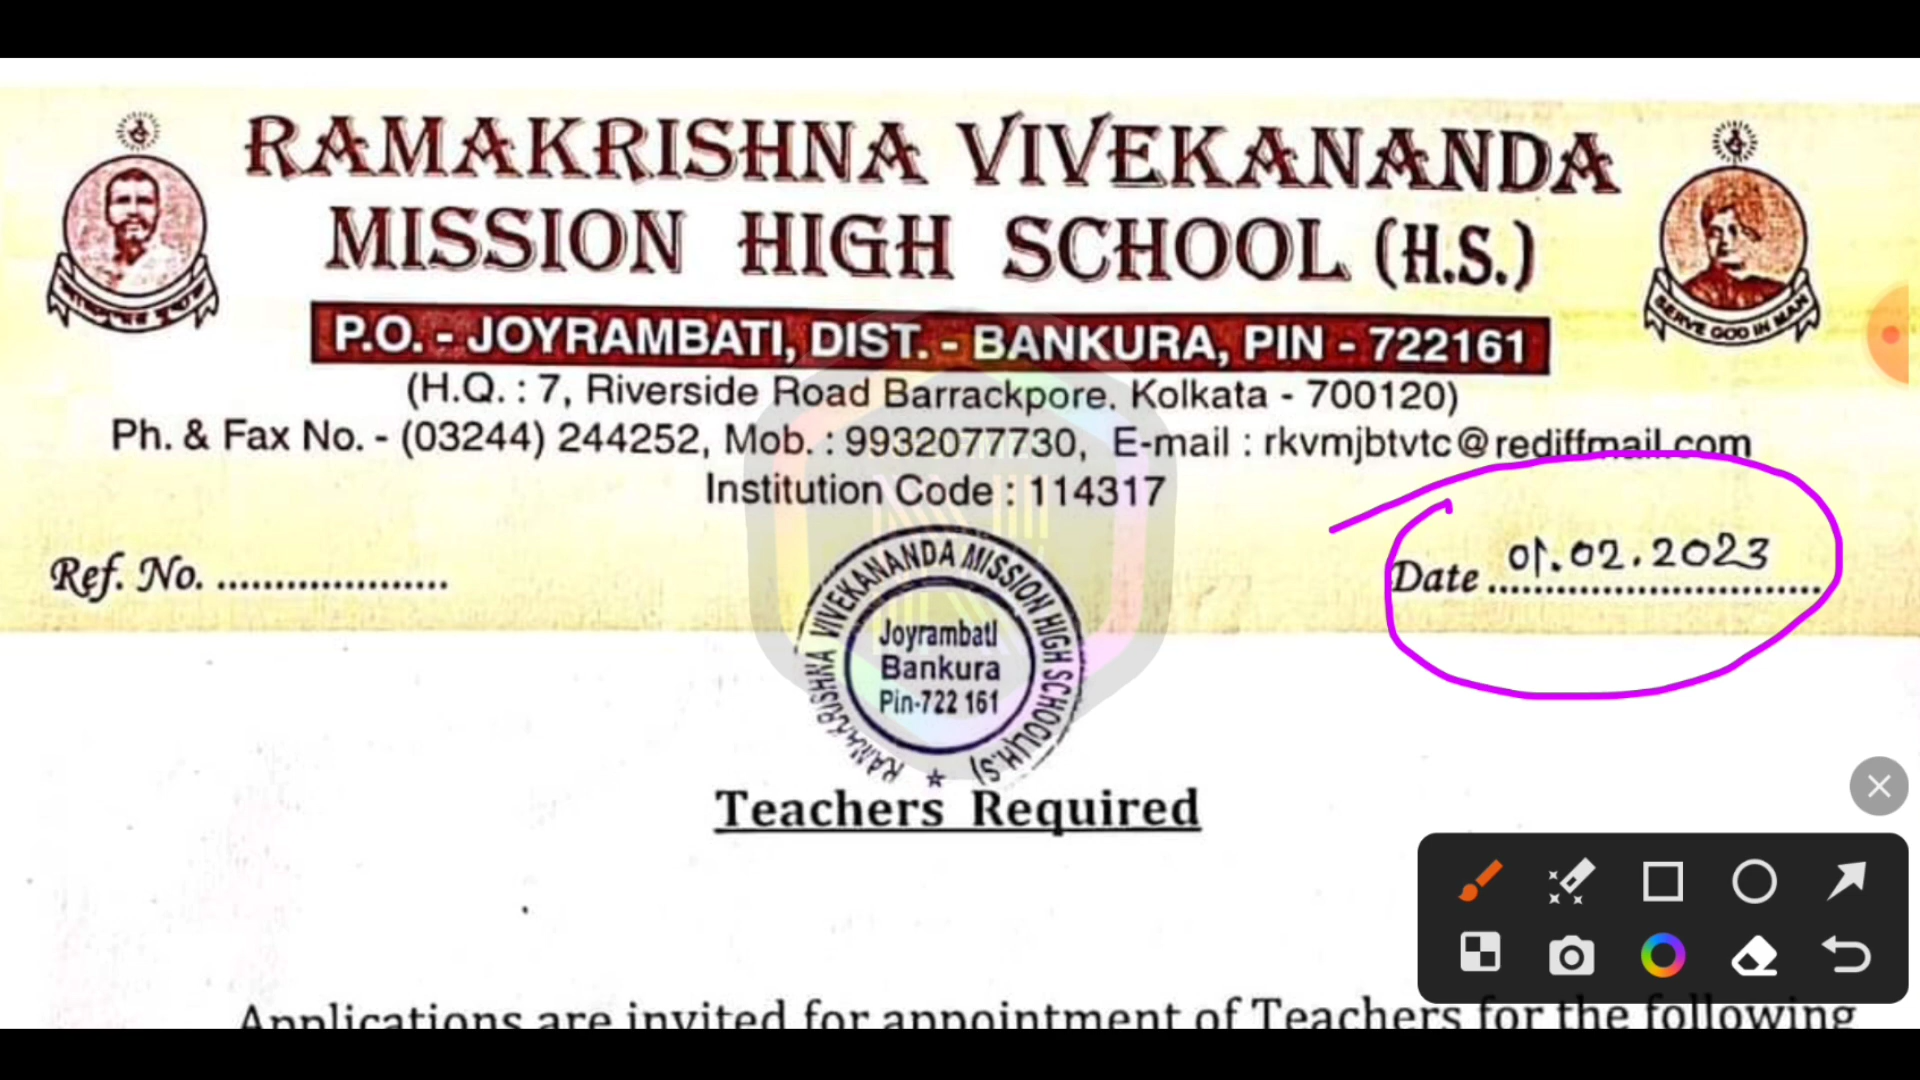 RAMAKRISHNA VIVEKANANDA
MISSION HIGH SCHOOL (H.S.)
P.O. - JOYRAMBATI, DIST. - BANKURA, PIN - 722161
(H.Q. : 7, Riverside Road Barrackpore. Kolkata - 700120)
Ph. & Fax No. - (03244) 244252, Mob. : 9932077730, E-mail : rkvmjbtvtc@rediffmail.com
Institution Code : 114317
SERVE GOD IN MAN
Ref. No. ....................
Date 01.02.2023
RAMAKRISHNA VIVEKANANDA MISSION HIGH SCHOOL(H.S)
Joyrambati
Bankura
Pin-722 161
Teachers Required
Applications are invited for appointment of Teachers for the following